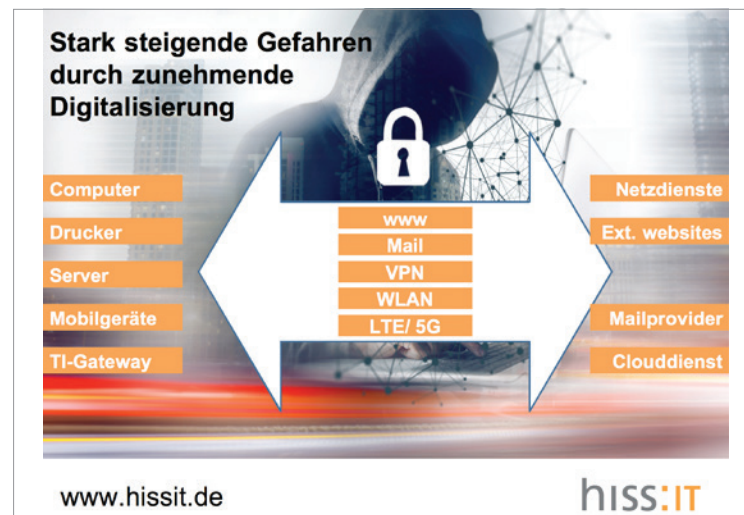 Stark steigende Gefahren
durch zunehmende
Digitalisierung
Computer
Drucker
Server
Mobilgeräte
TI-Gateway
www
Mail
VPN
WLAN
LTE/ 5G
Netzdienste
Ext. websites
Mailprovider
Clouddienst
www.hissit.de
hiss:IT